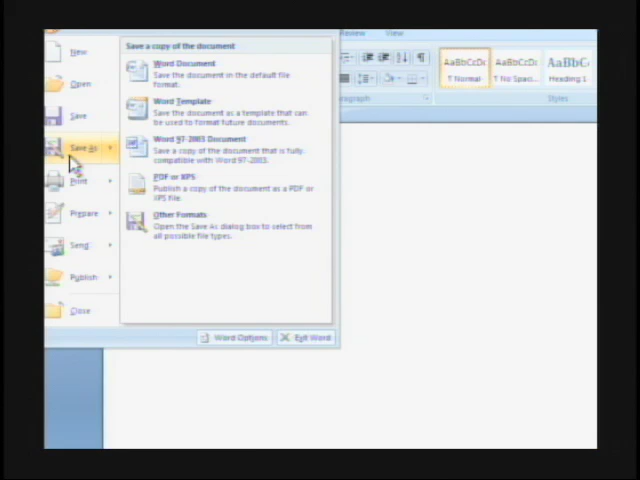 Review View
New
Open
Save
Save As
Print
Prepare
Send
Publish
Close
Save a copy of the document
Word Document
Save the document in the default file
format.
Word Template
Save the document as a template that can
be used to format future documents.
Word 97-2003 Document
Save a copy of the document that is fully
compatible with Word 97-2003.
PDF or XPS
Publish a copy of the document as a PDF or
XPS file.
Other Formats
Open the Save As dialog box to select from
all possible file types.
Word Options Exit Word
AaBbCcDc AaBbCcDc AaBbC
T Normal T No Spaci... Heading 1
aragraph Styles